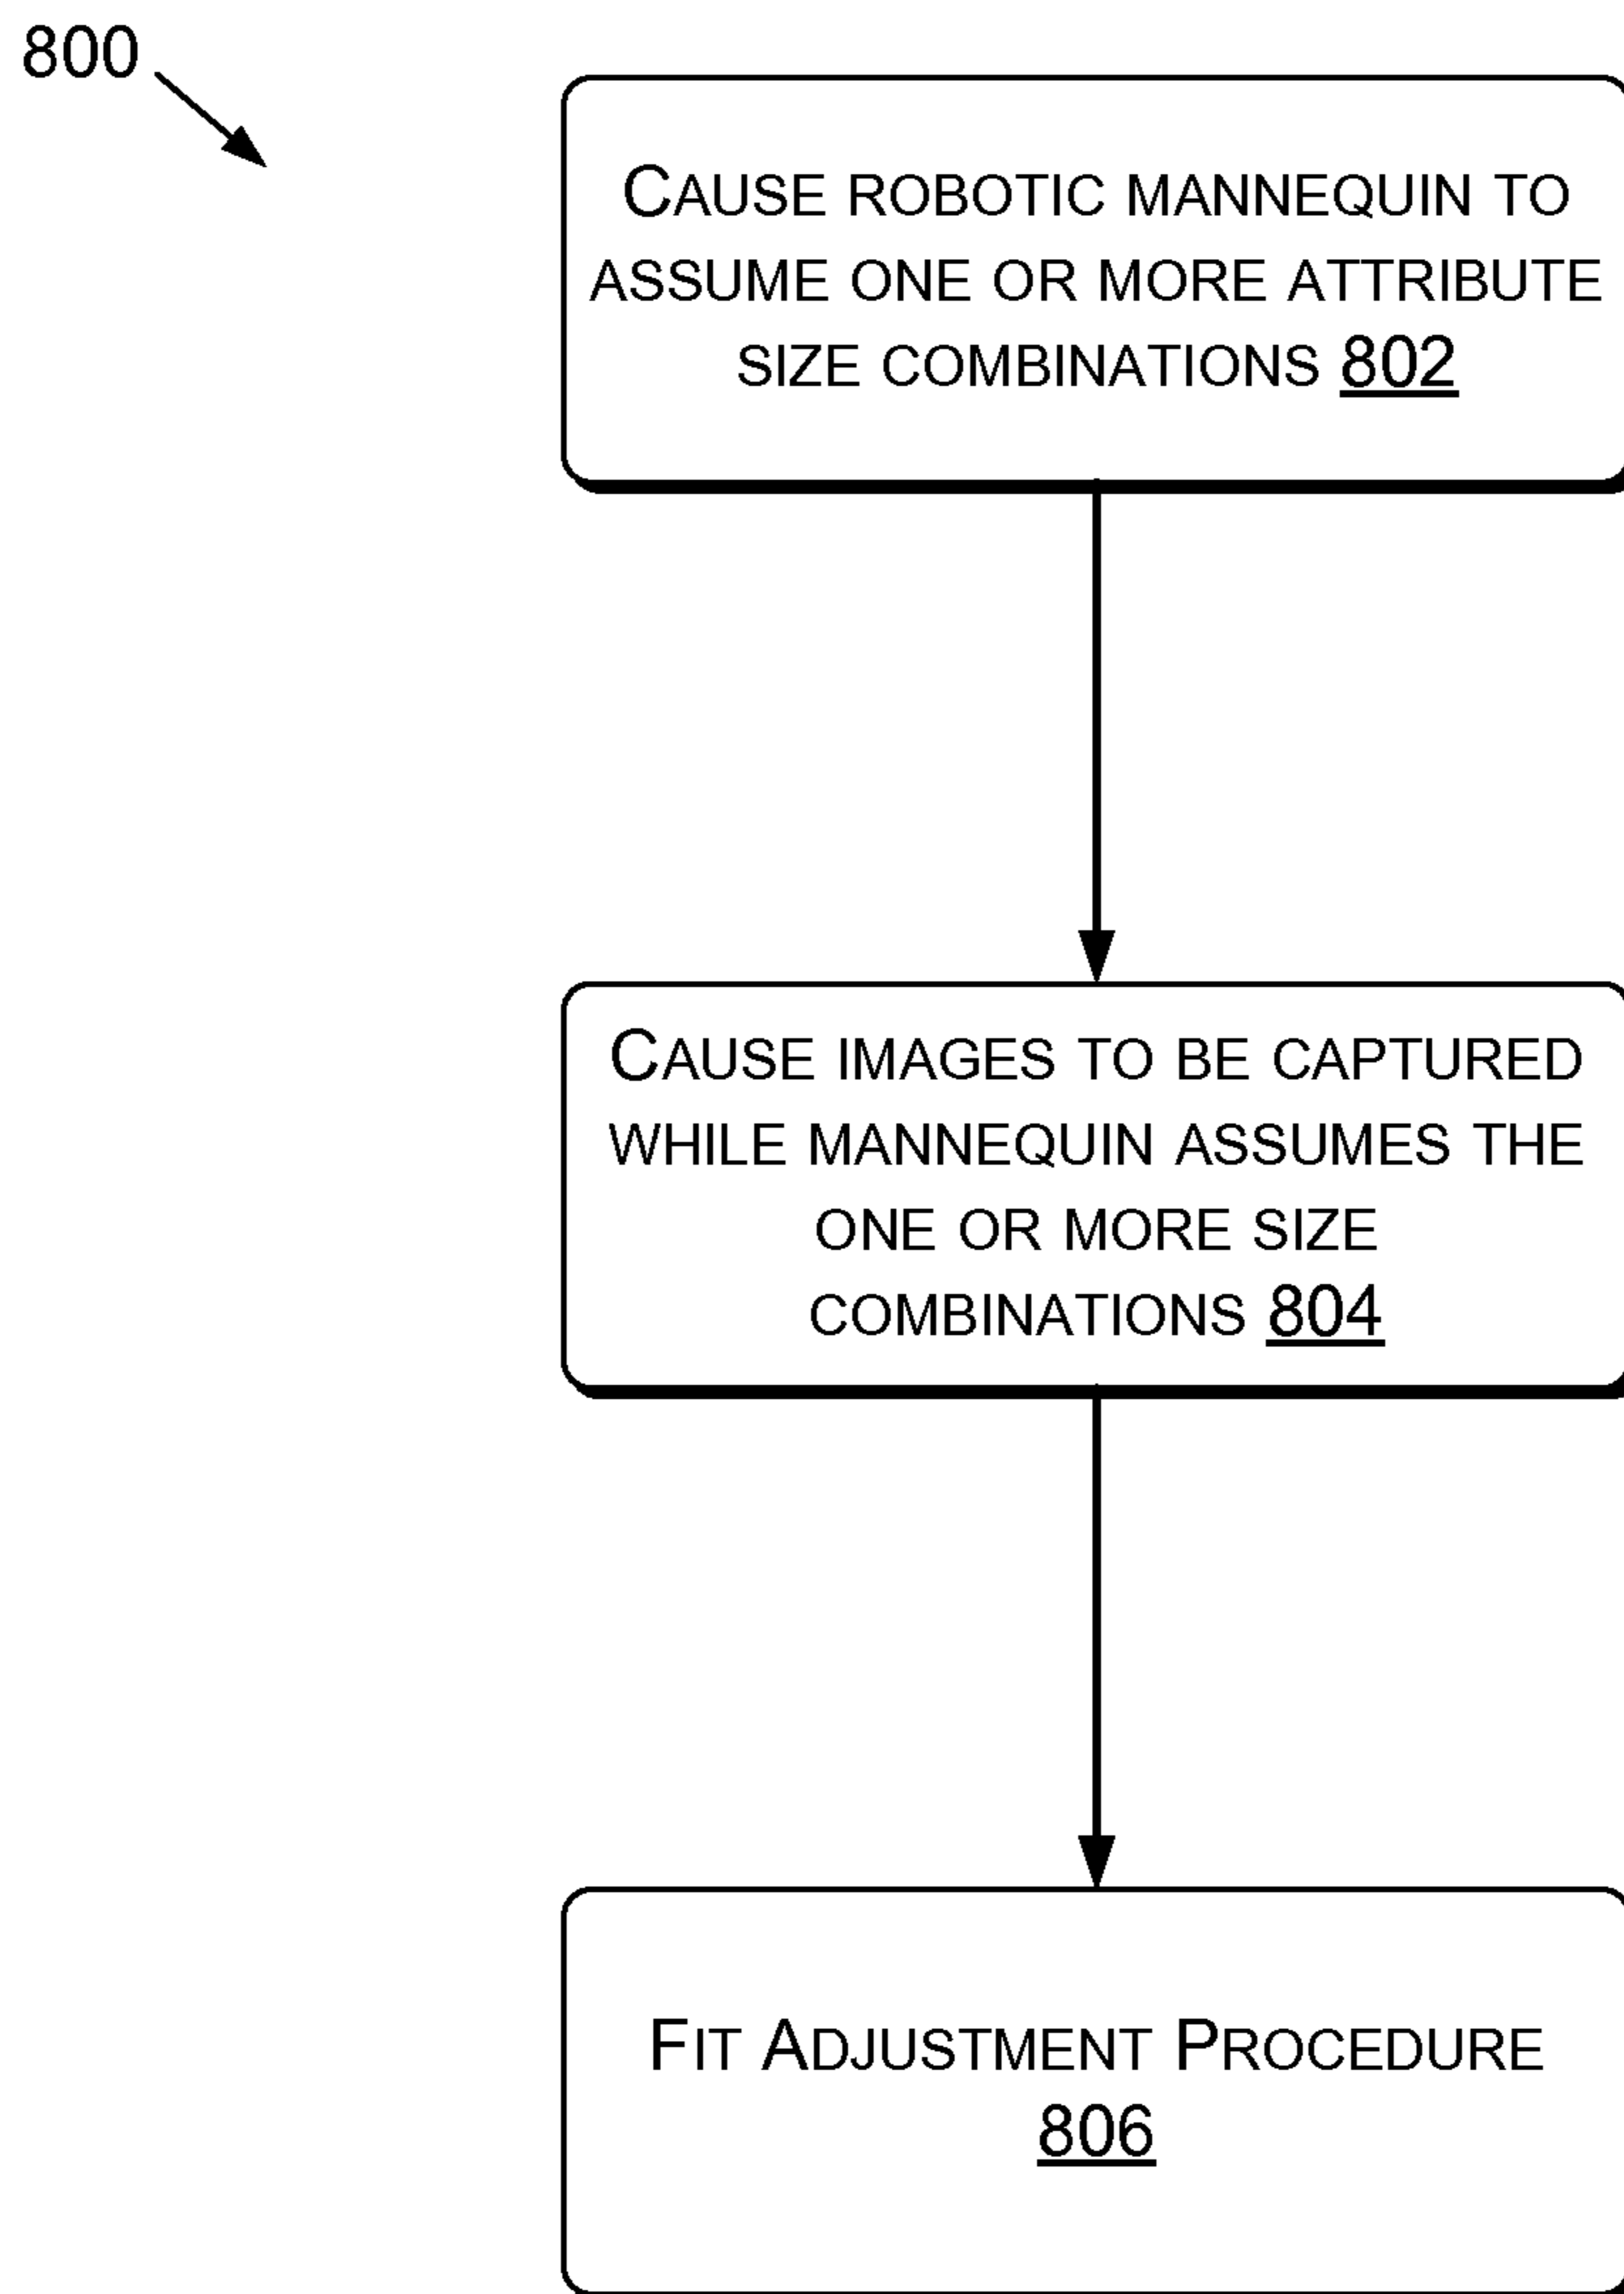 800
CAUSE ROBOTIC MANNEQUIN TO
ASSUME ONE OR MORE ATTRIBUTE
SIZE COMBINATIONS 802
CAUSE IMAGES TO BE CAPTURED
WHILE MANNEQUIN ASSUMES THE
ONE OR MORE SIZE
COMBINATIONS 804
FIT ADJUSTMENT PROCEDURE
806